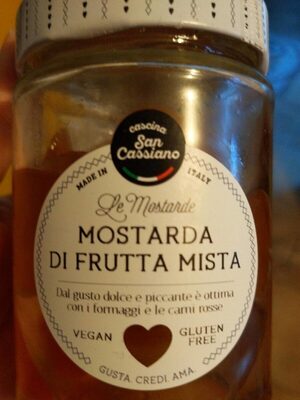 cascina
San
Cassiano
MADE IN ITALY
Le Mostarde
MOSTARDA
DI FRUTTA MISTA
Dal gusto dolce e piccante è ottima
con i formaggi e le carni rosse
VEGAN
GLUTEN
FREE
GUSTA CREDI AMA